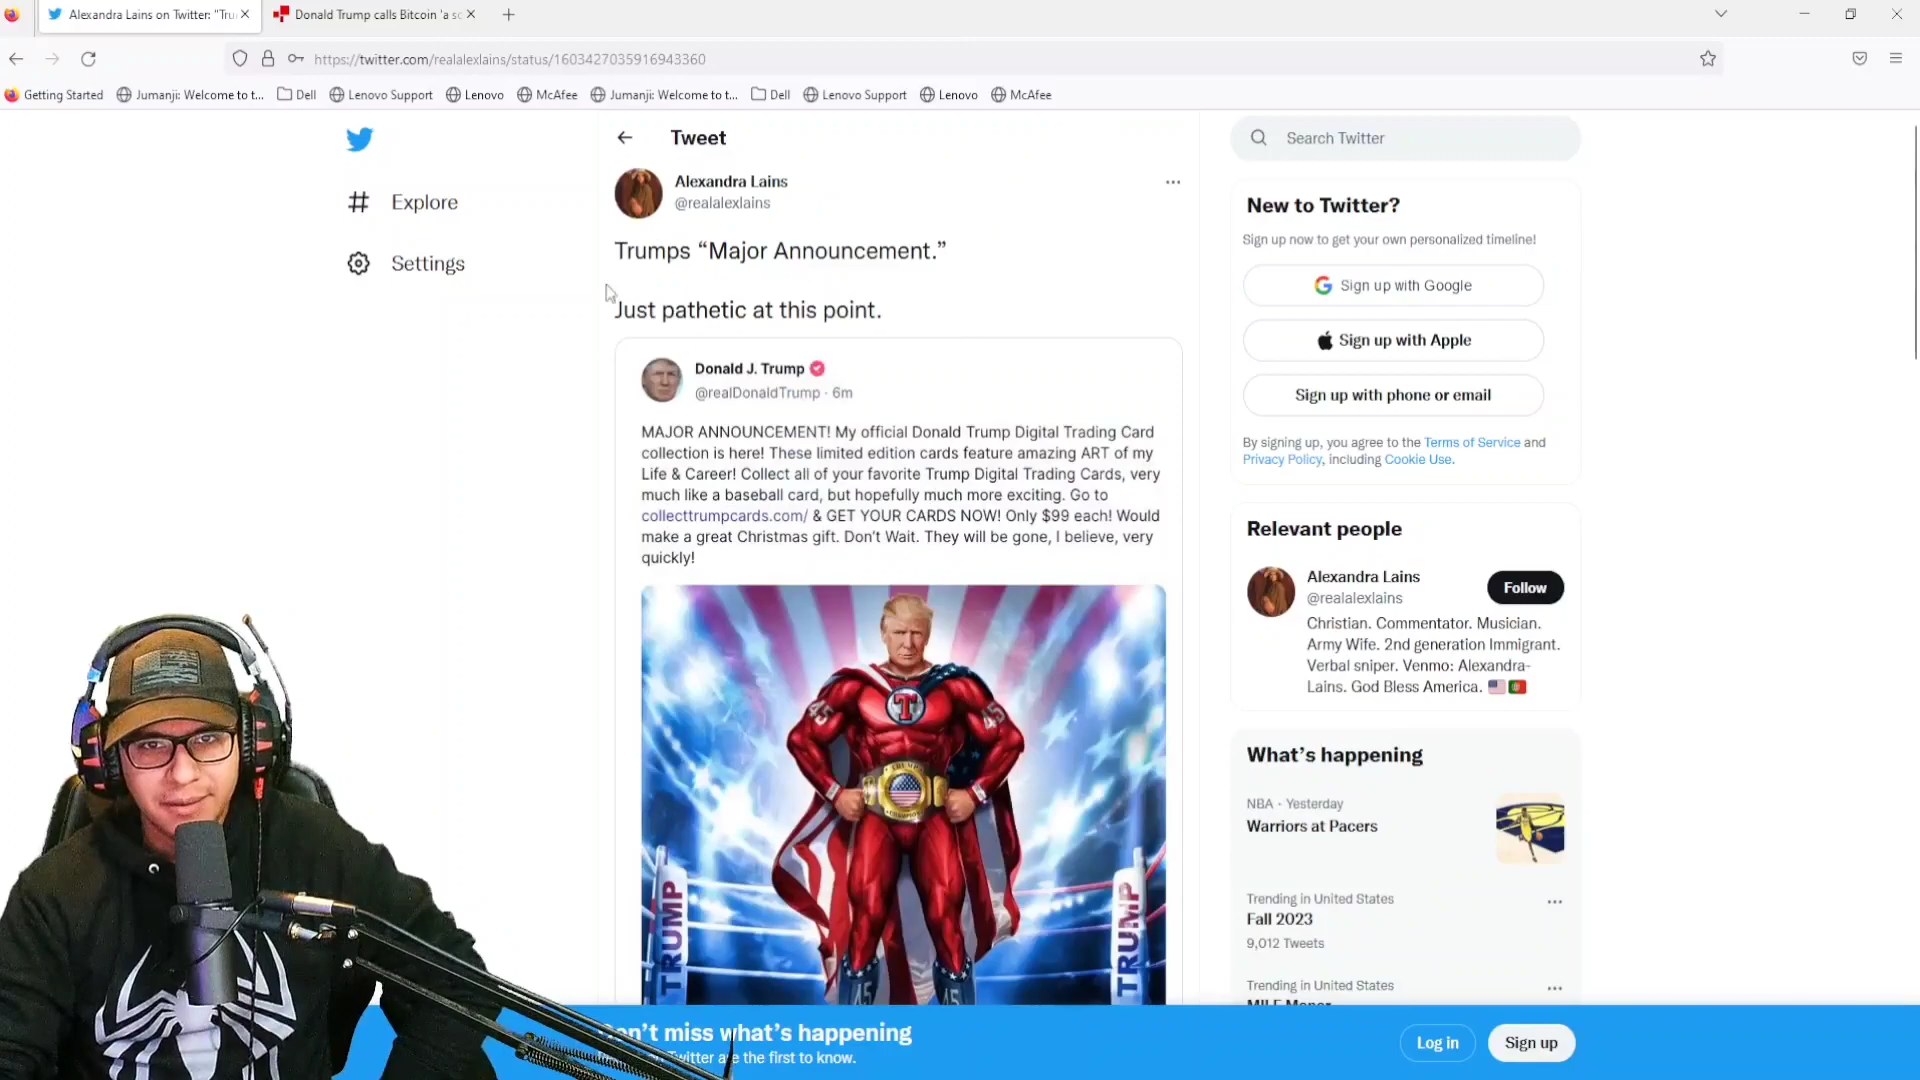 Alexandra Lains on Twitter: "Tru
Donald Trump calls Bitcoin 'a sc
https://twitter.com/realalexlains/status/1603427035916943360
Getting Started
Jumanji: Welcome to t...
Dell
Lenovo Support
Lenovo
McAfee
Jumanji: Welcome to t...
Dell
Lenovo Support
Lenovo
McAfee
Explore
Settings
Tweet
Alexandra Lains
@realalexlains
Trumps “Major Announcement.”
Just pathetic at this point.
Donald J. Trump
@realDonaldTrump · 6m
MAJOR ANNOUNCEMENT! My official Donald Trump Digital Trading Card
collection is here! These limited edition cards feature amazing ART of my
Life & Career! Collect all of your favorite Trump Digital Trading Cards, very
much like a baseball card, but hopefully much more exciting. Go to
collecttrumpcards.com/ & GET YOUR CARDS NOW! Only $99 each! Would
make a great Christmas gift. Don't Wait. They will be gone, I believe, very
quickly!
T
45
45
TRUMP
TRUMP
45
45
Search Twitter
New to Twitter?
Sign up now to get your own personalized timeline!
Sign up with Google
Sign up with Apple
Sign up with phone or email
By signing up, you agree to the Terms of Service and
Privacy Policy, including Cookie Use.
Relevant people
Alexandra Lains
@realalexlains
Follow
Christian. Commentator. Musician.
Army Wife. 2nd generation Immigrant.
Verbal sniper. Venmo: Alexandra-
Lains. God Bless America.
What’s happening
NBA · Yesterday
Warriors at Pacers
Trending in United States
Fall 2023
9,012 Tweets
Trending in United States
miss what’s happening
Twitter are the first to know.
Log in
Sign up